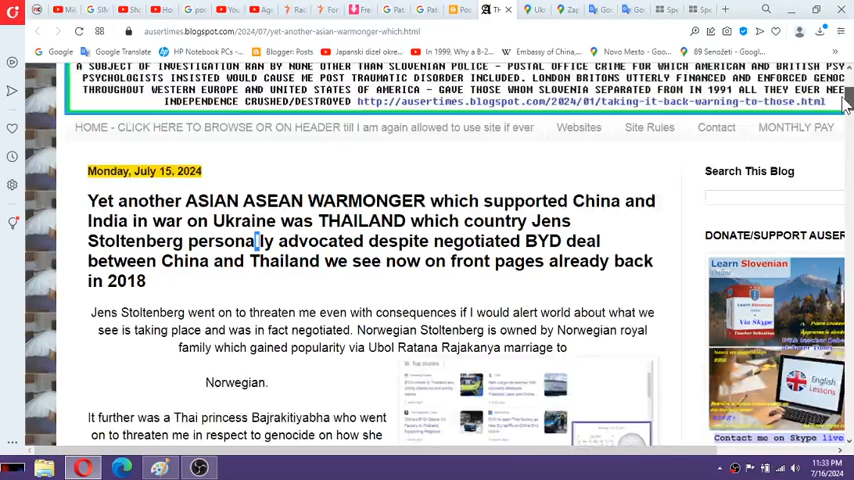 ausertimes.blogspot.com/2024/07/yet-another-asian-warmonger-which.html
Google Google Translate HP Notebook PCs Blogger: Posts Japanski dizel okre... In 1999, Why a B-2... Embassy of China,... Novo Mesto - Goo... 89 Šenožeti - Goog...
A SUBJECT OF INVESTIGATION RAN BY NONE OTHER THAN SLOVENIAN POLICE - POSTAL OFFICE CRIME FOR WHICH AMERICAN AND BRITISH PSY
PSYCHOLOGISTS INSISTED WOULD CAUSE ME POST TRAUMATIC DISORDER INCLUDED. LONDON BRITONS UTTERLY FINANCED AND ENFORCED GENOC
THROUGHOUT WESTERN EUROPE AND UNITED STATES OF AMERICA - GAVE THOSE WHOM SLOVENIA SEPARATED FROM IN 1991 ALL THEY EVER NEE
INDEPENDENCE CRUSHED/DESTROYED http://ausertimes.blogspot.com/2024/01/taking-it-back-warning-to-those.html
HOME - CLICK HERE TO BROWSE OR ON HEADER till I am again allowed to use site if ever Websites Site Rules Contact MONTHLY PAY
Monday, July 15, 2024
Search This Blog
Yet another ASIAN ASEAN WARMONGER which supported China and
India in war on Ukraine was THAILAND which country Jens
Stoltenberg personally advocated despite negotiated BYD deal
between China and Thailand we see now on front pages already back
in 2018
DONATE/SUPPORT AUSER
Learn Slovenian
Via Skype
English
Lessons
Contact me on Skype live
Jens Stoltenberg went on to threaten me even with consequences if I would alert world about what we
see is taking place and was in fact negotiated. Norwegian Stoltenberg is owned by Norwegian royal
family which gained popularity via Ubol Ratana Rajakanya marriage to
Norwegian.
Top stories
It further was a Thai princess Bajrakitiyabha who went
on to threaten me in respect to genocide on how she
11:33 PM
7/16/2024